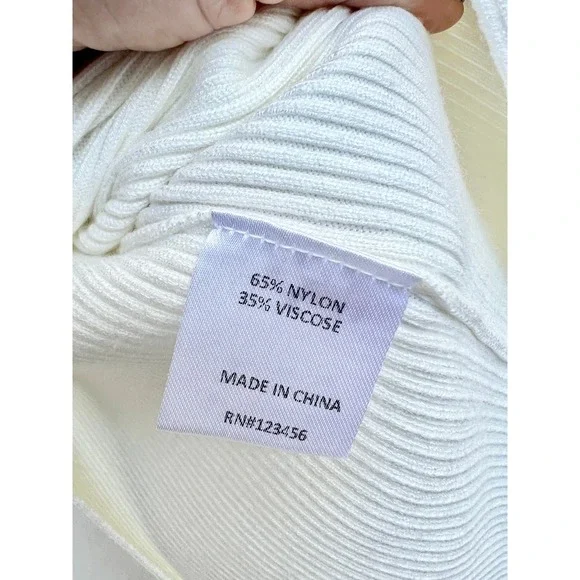 65% NYLON
35% VISCOSE
MADE IN CHINA
RN#123456